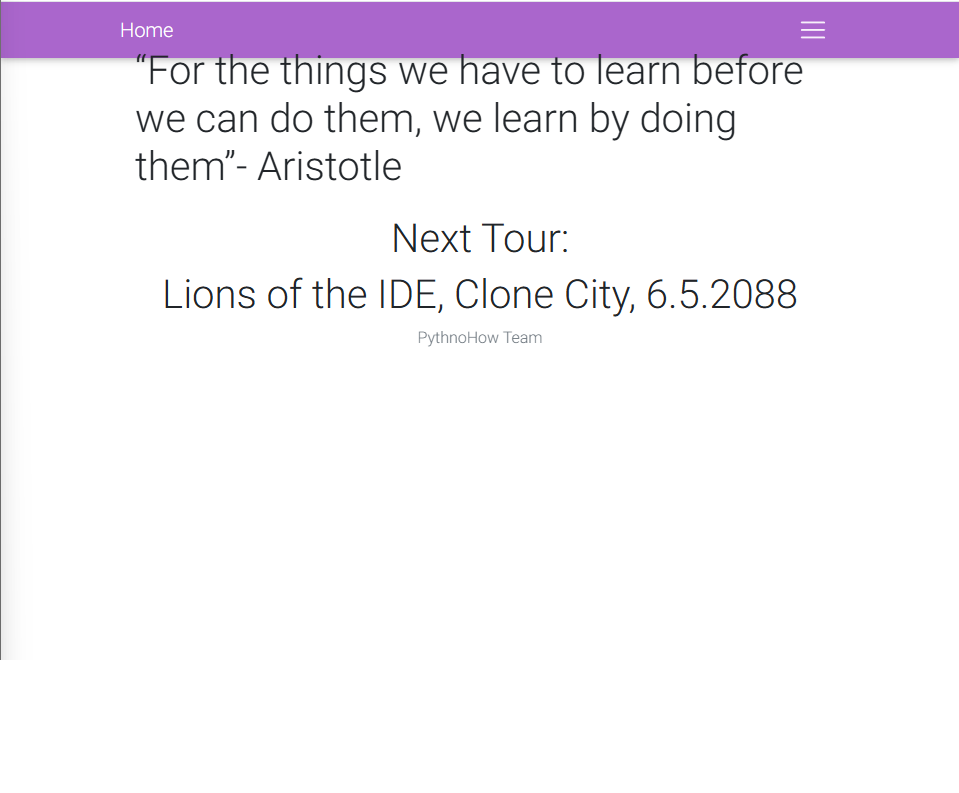 Home
“For the things we have to learn before
we can do them, we learn by doing
them”- Aristotle
Next Tour:
Lions of the IDE, Clone City, 6.5.2088
PythnoHow Team